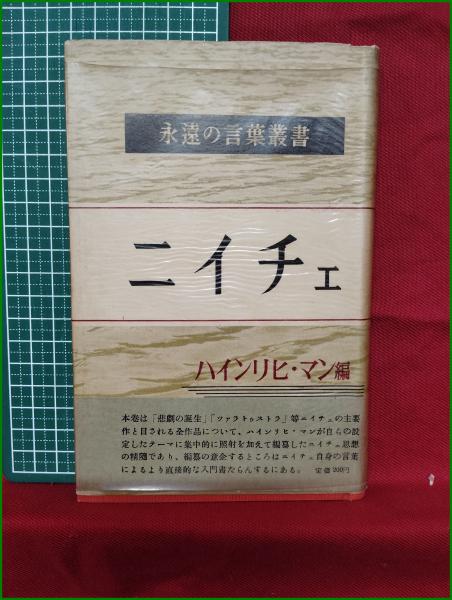 永遠の言葉叢書
ニイチェ
ハインリヒ・マン編
本巻は「悲劇の誕生」「ツァラトゥストラ」等ニイチェの主要
作と目される全作品について、ハインリヒ・マンが自らの設
定したテーマに集中的に照射を加えて編纂したニイチェ思想
の精随であり、編纂の意企するところはニイチェ自身の言葉
によるより直接的な入門書たらんするにある。 定価 200円